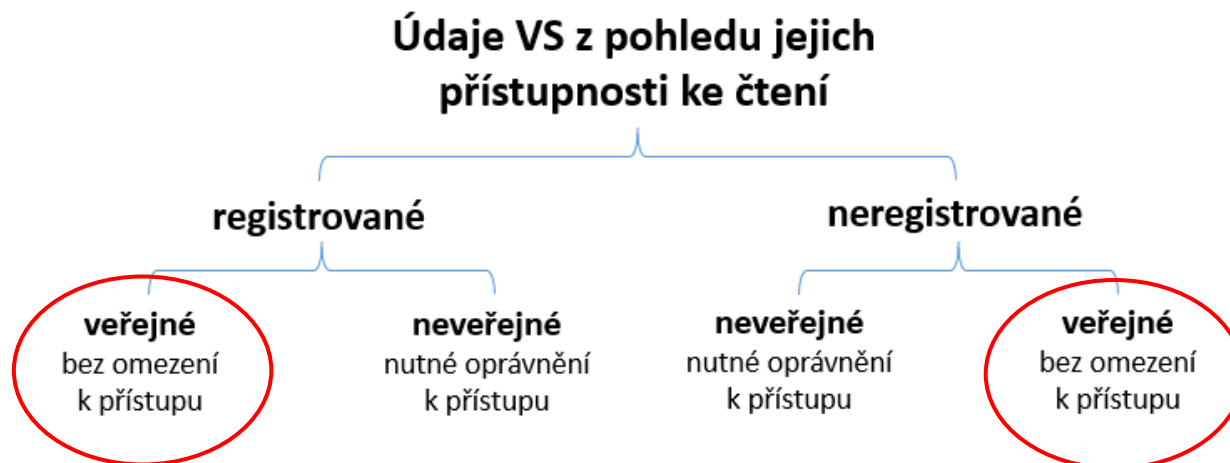 Údaje VS z pohledu jejich
přístupnosti ke čtení
registrované
neregistrované
veřejné
bez omezení
k přístupu
neveřejné
nutné oprávnění
k přístupu
neveřejné
nutné oprávnění
k přístupu
veřejné
bez omezení
k přístupu